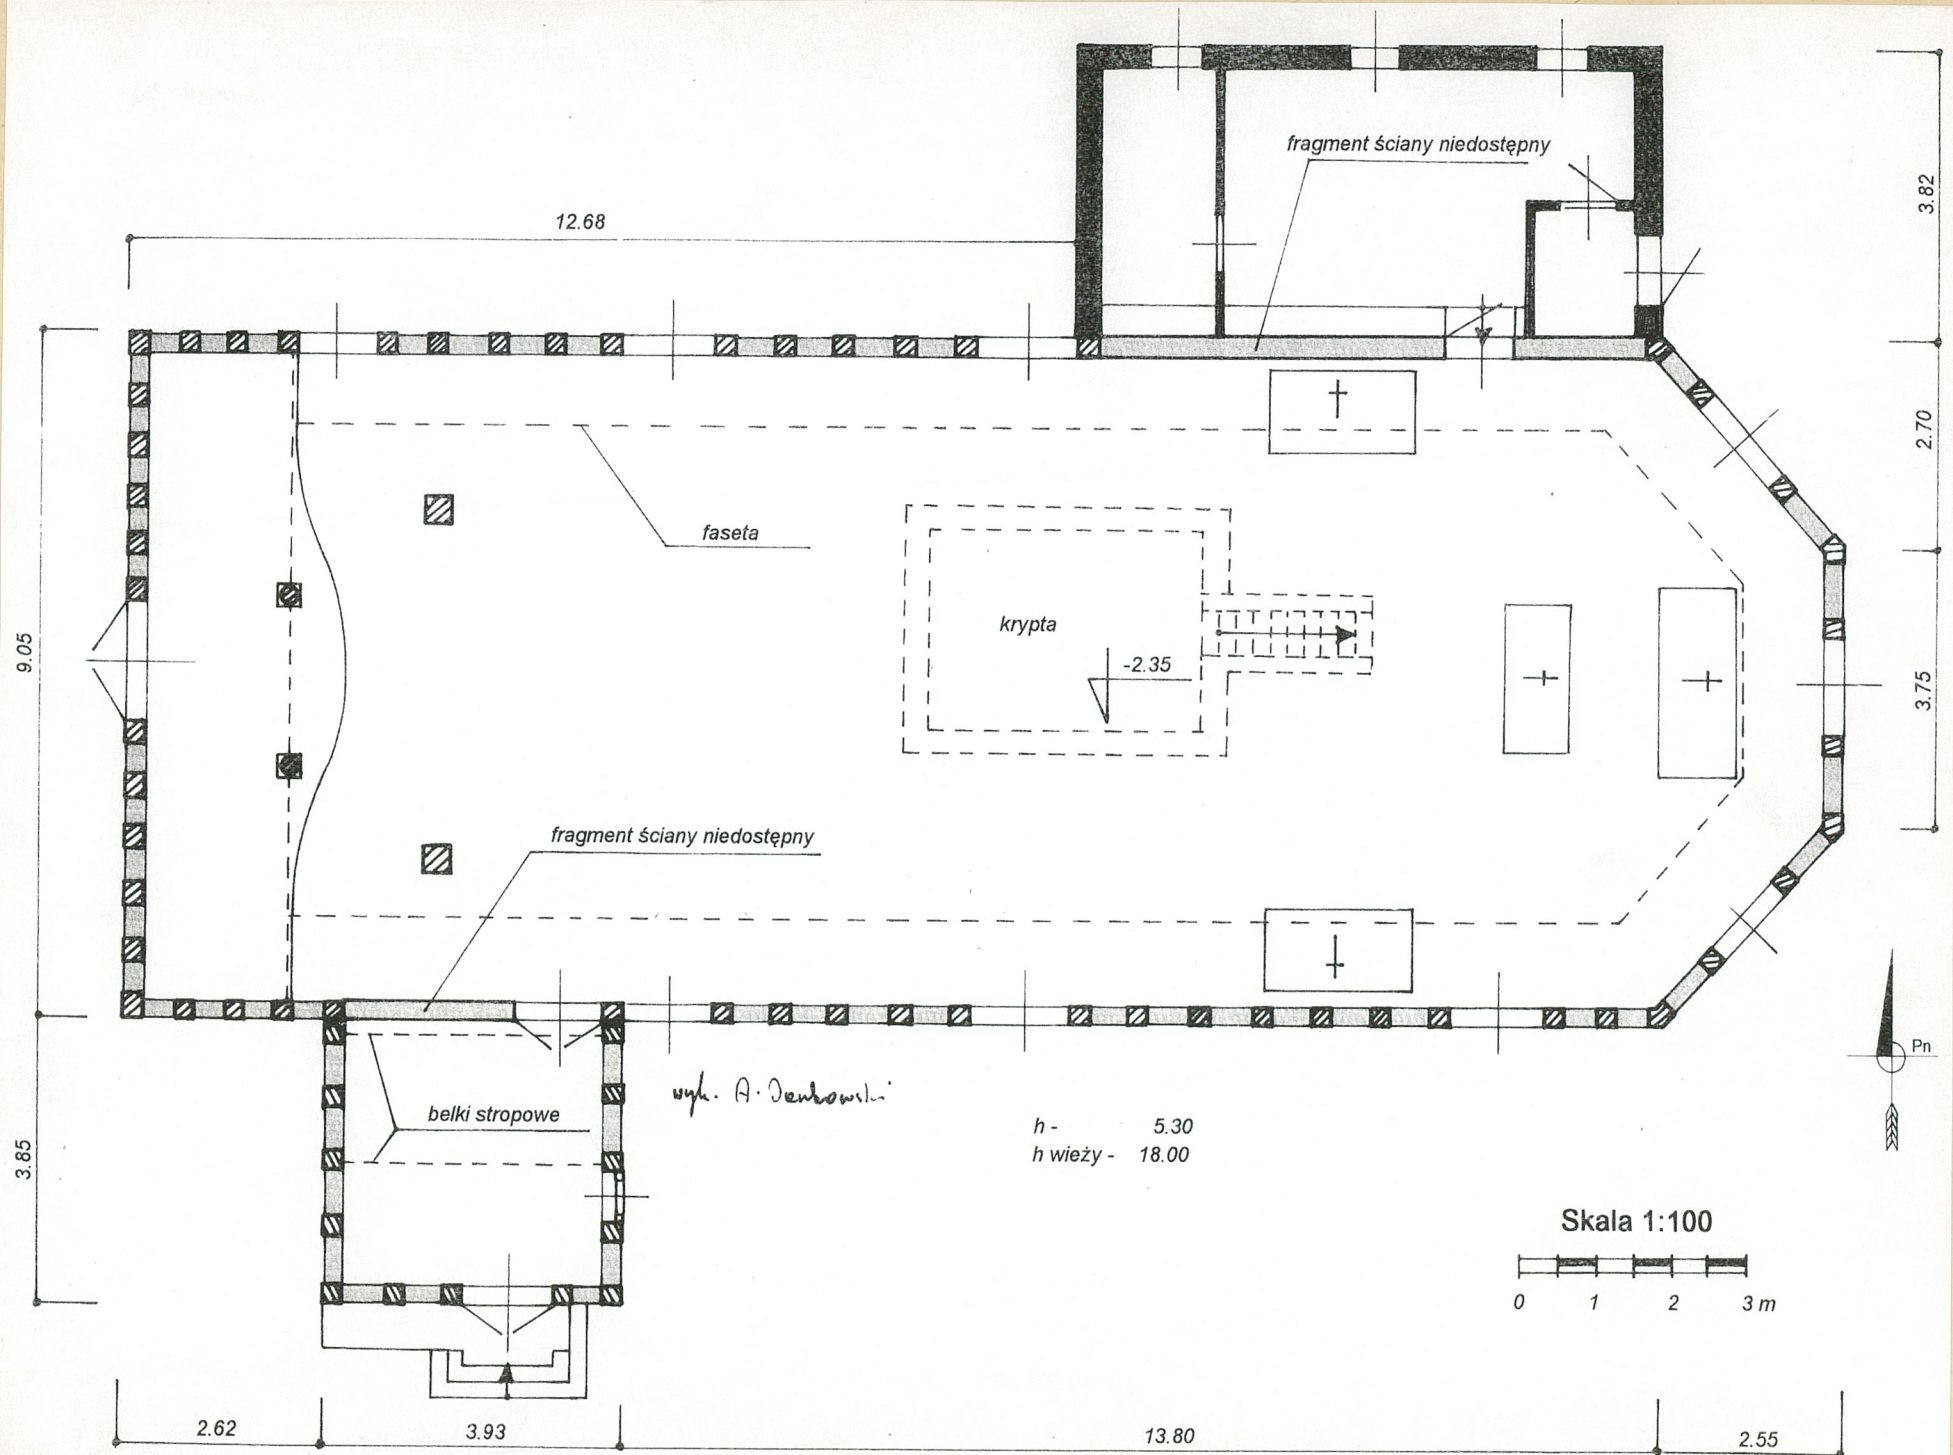 fragment ściany niedostępny
3.82
12.68
2.70
faseta
krypta
-2.35
9.05
3.75
fragment ściany niedostępny
Pn
wyk. A. Jankowski
belki stropowe
h - 5.30
h wieży - 18.00
3.85
Skala 1:100
0 1 2 3 m
2.62
3.93
13.80
2.55